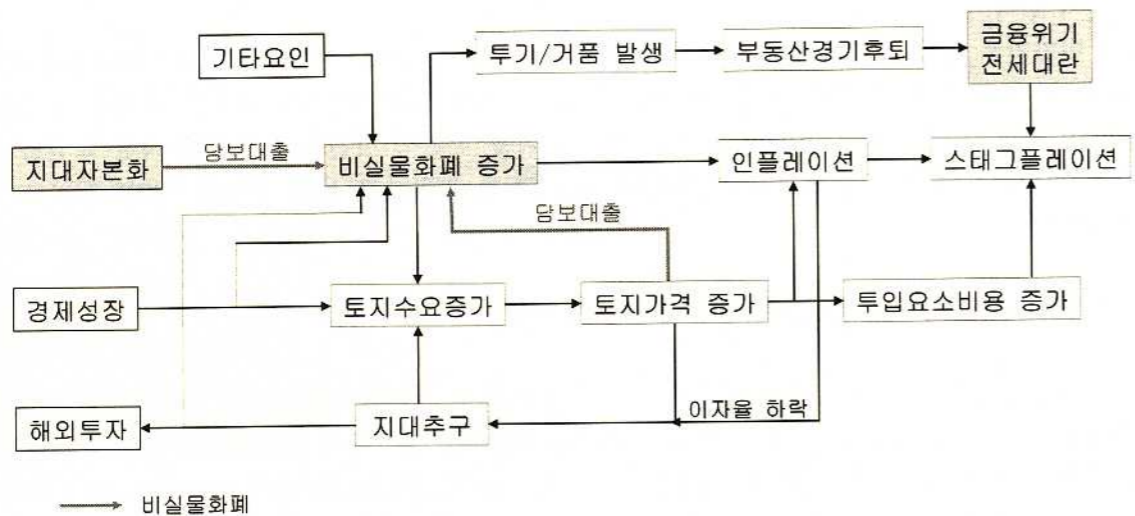 기타요인
투기/거품 발생
부동산경기후퇴
금융위기
전세대란
지대자본화
담보대출
비실물화폐 증가
인플레이션
스태그플레이션
담보대출
경제성장
토지수요증가
토지가격 증가
투입요소비용 증가
해외투자
지대추구
이자율 하락
비실물화폐